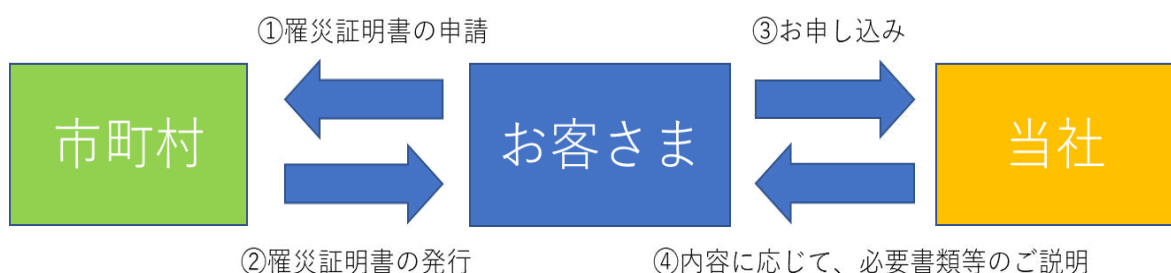 ①罹災証明書の申請
③お申し込み
市町村
お客さま
当社
②罹災証明書の発行
④内容に応じて、必要書類等のご説明